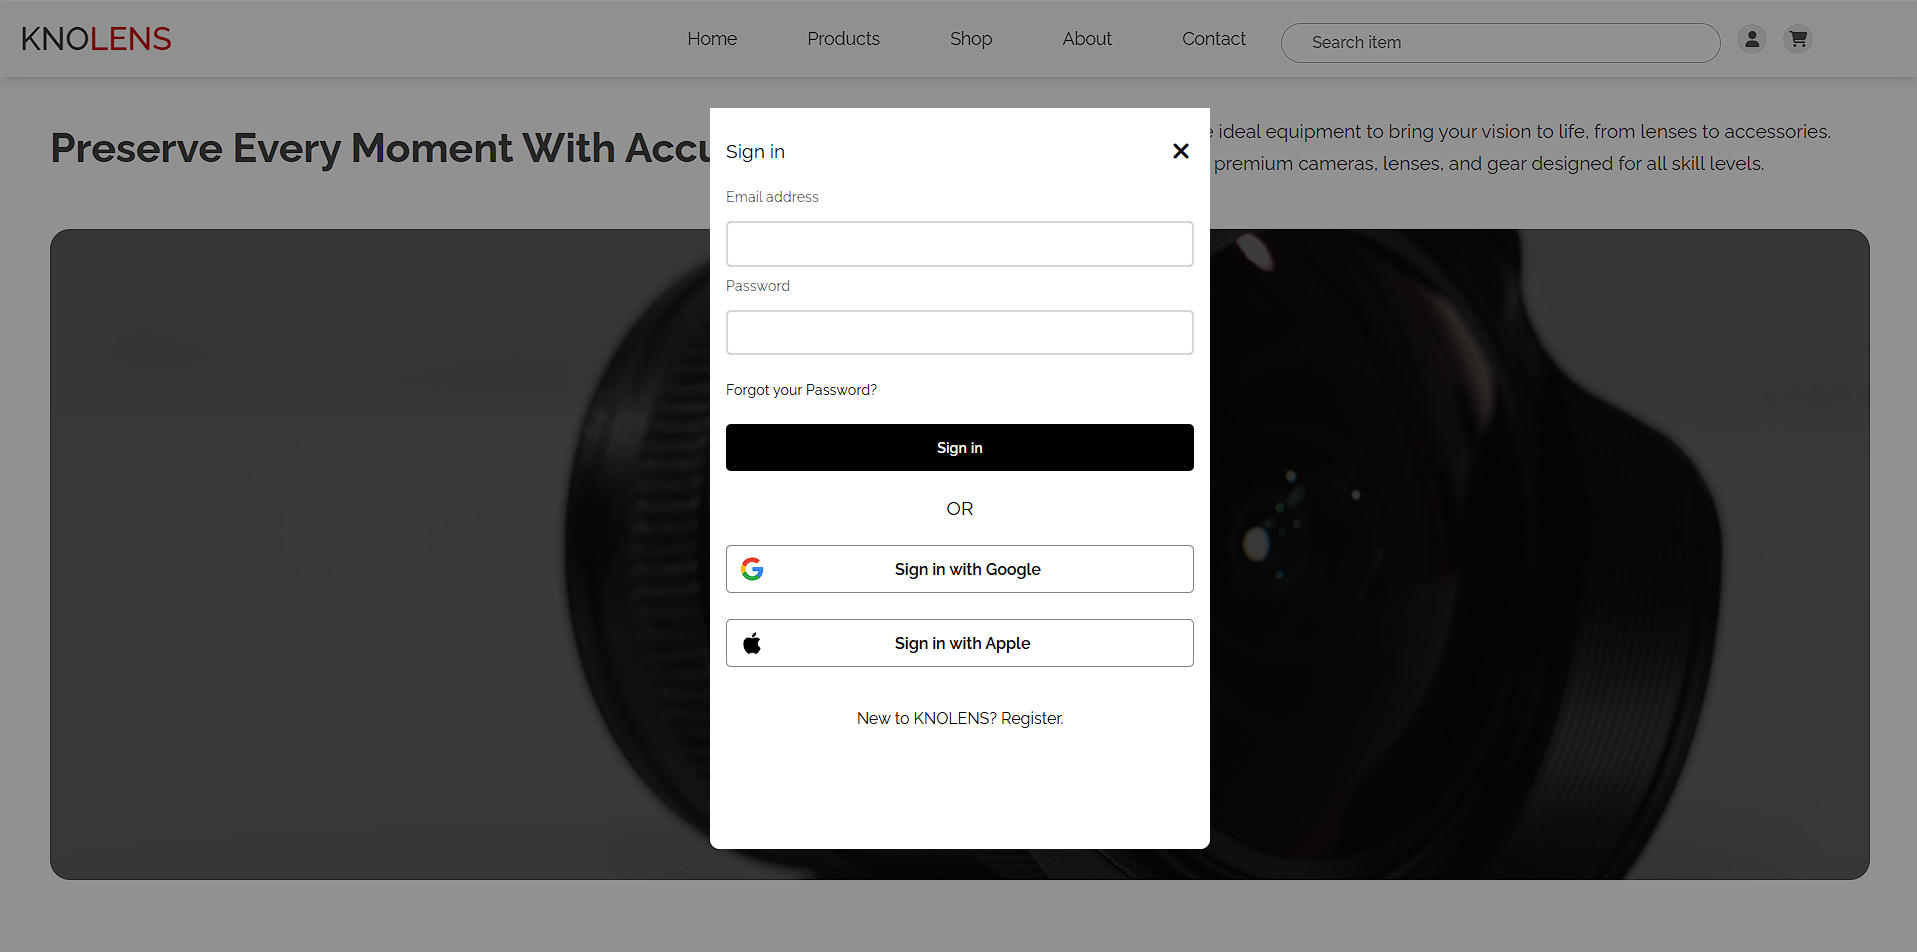 KNOLENS
Home
Products
Shop
About
Contact
Search item
Preserve Every Moment With
ideal equipment to bring your vision to life, from lenses to accessories.
premium cameras, lenses, and gear designed for all skill levels.
Sign in
Email address
Password
Forgot your Password?
Sign in
OR
Sign in with Google
Sign in with Apple
New to KNOLENS? Register.